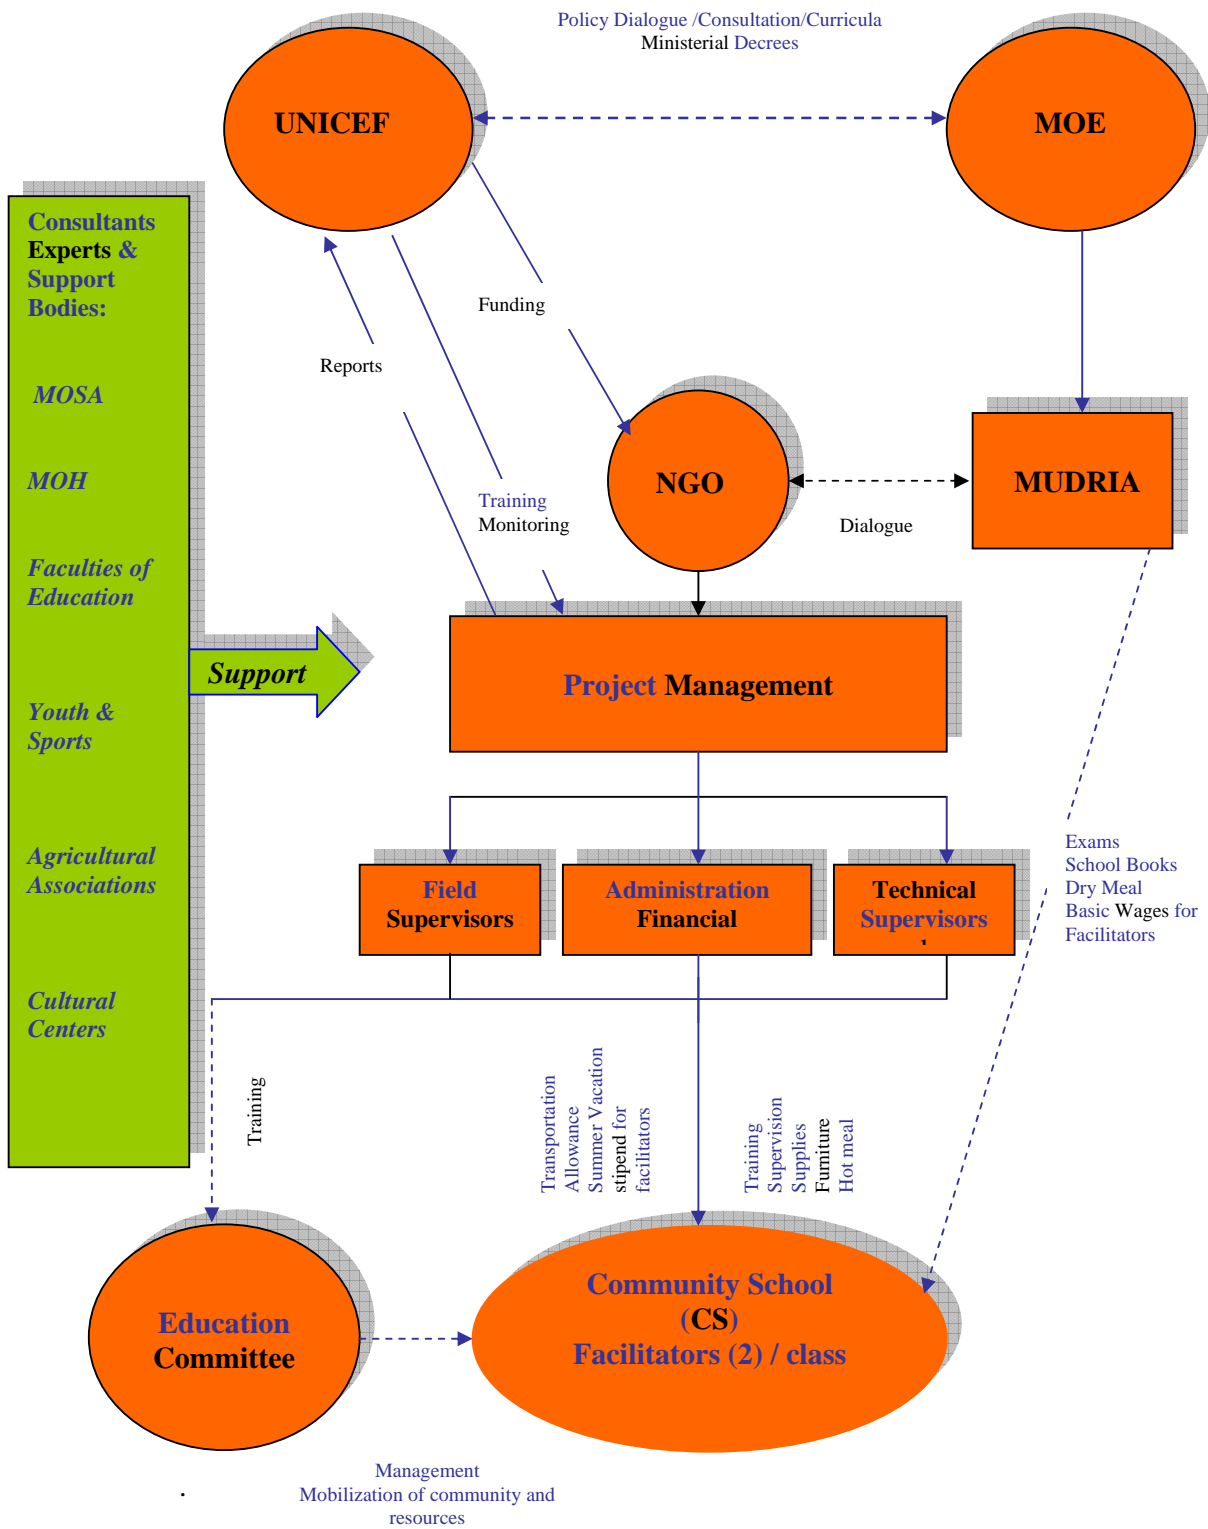 Policy Dialogue /Consultation/Curricula
Ministerial Decrees
UNICEF
MOE
Consultants
Experts &
Support
Bodies:
MOSA
MOH
Faculties of
Education
Youth &
Sports
Agricultural
Associations
Cultural
Centers
Funding
Reports
Training
Monitoring
NGO
MUDRIA
Dialogue
Support
Project Management
Exams
School Books
Dry Meal
Basic Wages for
Facilitators
Field
Supervisors
Administration
Financial
Technical
Supervisors
Training
Transportation
Allowance
Summer Vacation
stipend for
facilitators
Training
Supervision
Supplies
Furniture
Hot meal
Education
Committee
Community School
(CS)
Facilitators (2) / class
Management
Mobilization of community and
resources
.